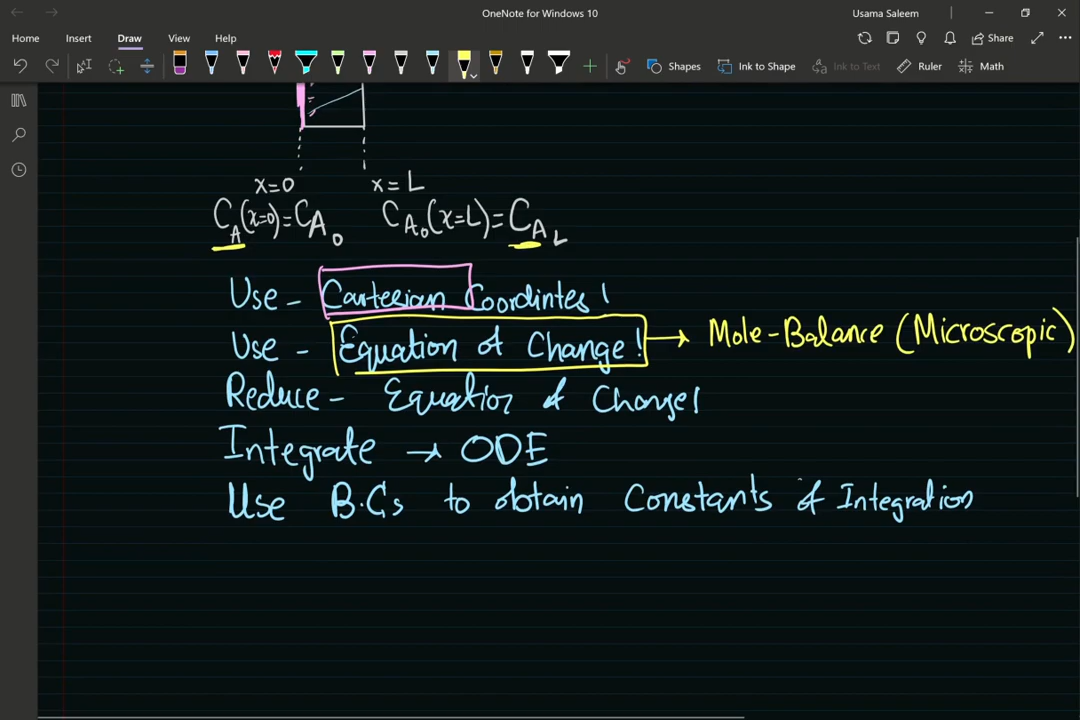 OneNote for Windows 10
Usama Saleem
Home Insert Draw View Help
Share
Shapes Ink to Shape Ink to Text Ruler Math
x=0 x=L
CA(x=0)=CA0 CA0(x=L)=CAL
Use - Cartesian Coordintes!
Use - Equation of Change! → Mole-Balance (Microscopic)
Reduce - Equation of Change!
Integrate → ODE
Use B.Cs to obtain Constants of Integration